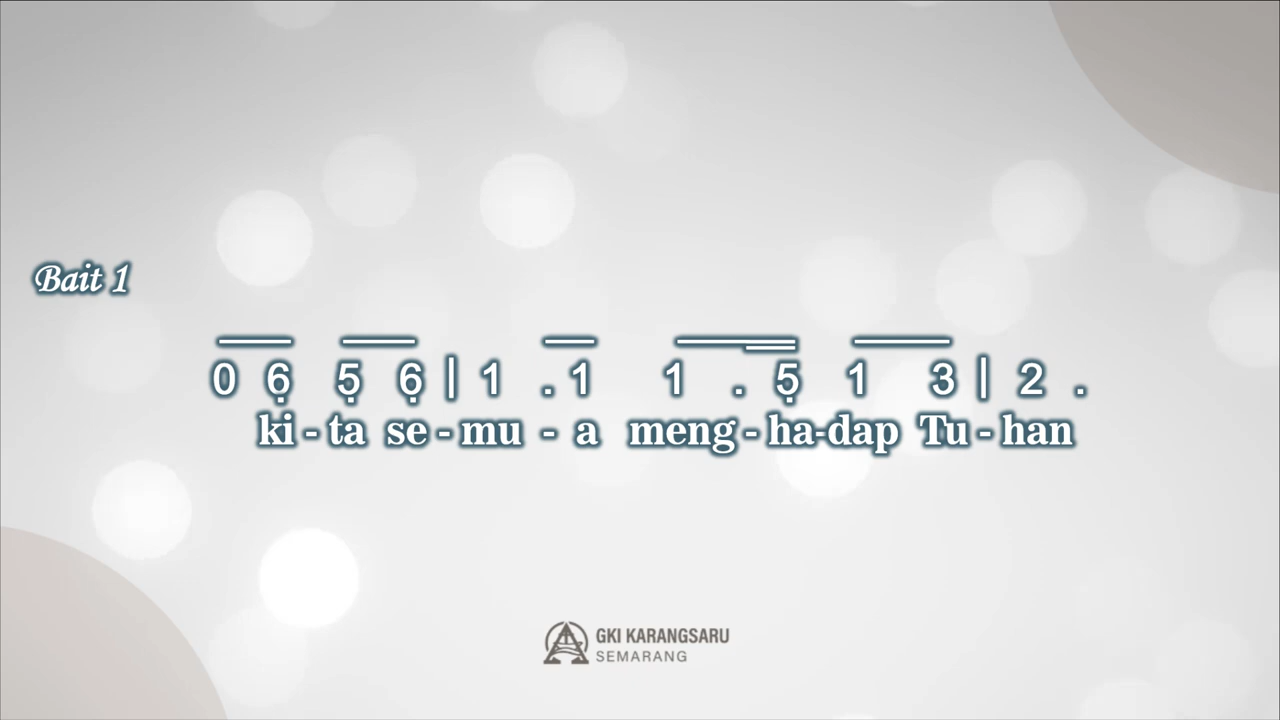 Bait 1
0 6̣ 5̣ 6̣ | 1 . 1 1 . 5̣ 1 3 | 2 .
ki - ta se - mu - a meng - ha-dap Tu - han
GKI KARANGSARU
SEMARANG